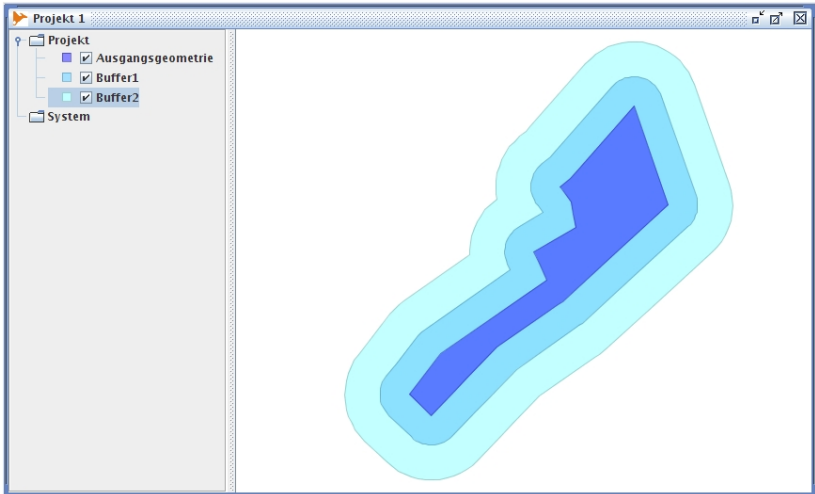 Projekt 1
Projekt
Ausgangsgeometrie
Buffer1
Buffer2
System